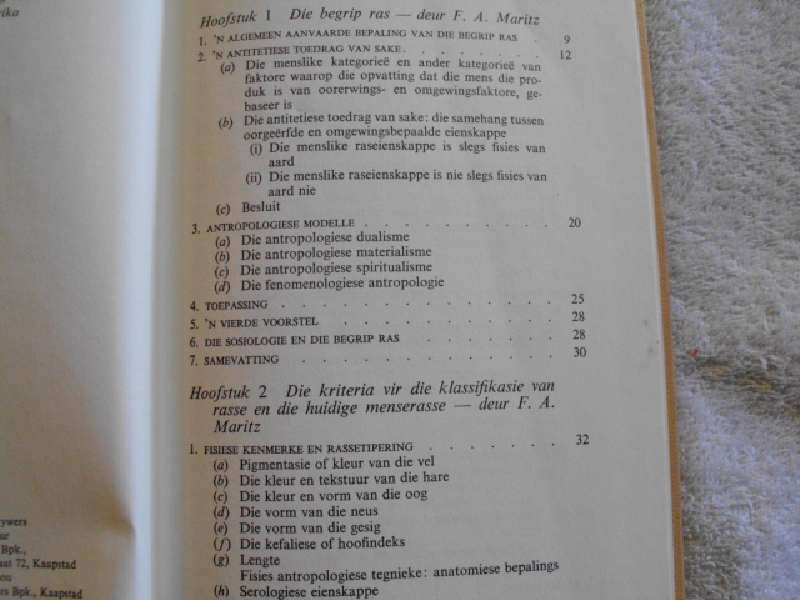 ika
Hoofstuk 1 Die begrip ras — deur F. A. Maritz
1. 'N ALGEMEEN AANVAARDE BEPALING VAN DIE BEGRIP RAS . 9
2. 'N ANTITETIESE TOEDRAG VAN SAKE . . . . . . . 12
(a) Die menslike kategorieë en ander kategorieë van
faktore waarop die opvatting dat die mens die pro-
duk is van oorerwings- en omgewingsfaktore, ge-
baseer is
(b) Die antitetiese toedrag van sake: die samehang tussen
oorgeërfde en omgewingsbepaalde eienskappe
(i) Die menslike raseienskappe is slegs fisies van
aard
(ii) Die menslike raseienskappe is nie slegs fisies van
aard nie
(c) Besluit
3. ANTROPOLOGIESE MODELLE . . . . . . . . . 20
(a) Die antropologiese dualisme
(b) Die antropologiese materialisme
(c) Die antropologiese spiritualisme
(d) Die fenomenologiese antropologie
4. TOEPASSING . . . . . . . . . . . . . 25
5. 'N VIERDE VOORSTEL . . . . . . . . . . 28
6. DIE SOSIOLOGIE EN DIE BEGRIP RAS . . . . . . 28
7. SAMEVATTING . . . . . . . . . . . . 30
Hoofstuk 2 Die kriteria vir die klassifikasie van
rasse en die huidige menserasse — deur F. A.
Maritz
1. FISIESE KENMERKE EN RASSETIPERING . . . . . . 32
(a) Pigmentasie of kleur van die vel
(b) Die kleur en tekstuur van die hare
(c) Die kleur en vorm van die oog
(d) Die vorm van die neus
(e) Die vorm van die gesig
(f) Die kefaliese of hoofindeks
(g) Lengte
Fisies antropologiese tegnieke: anatomiese bepalings
(h) Serologiese eienskappe
rywers
ur
Bpk.,
aat 72, Kaapstad
on
rs Bpk., Kaapstad